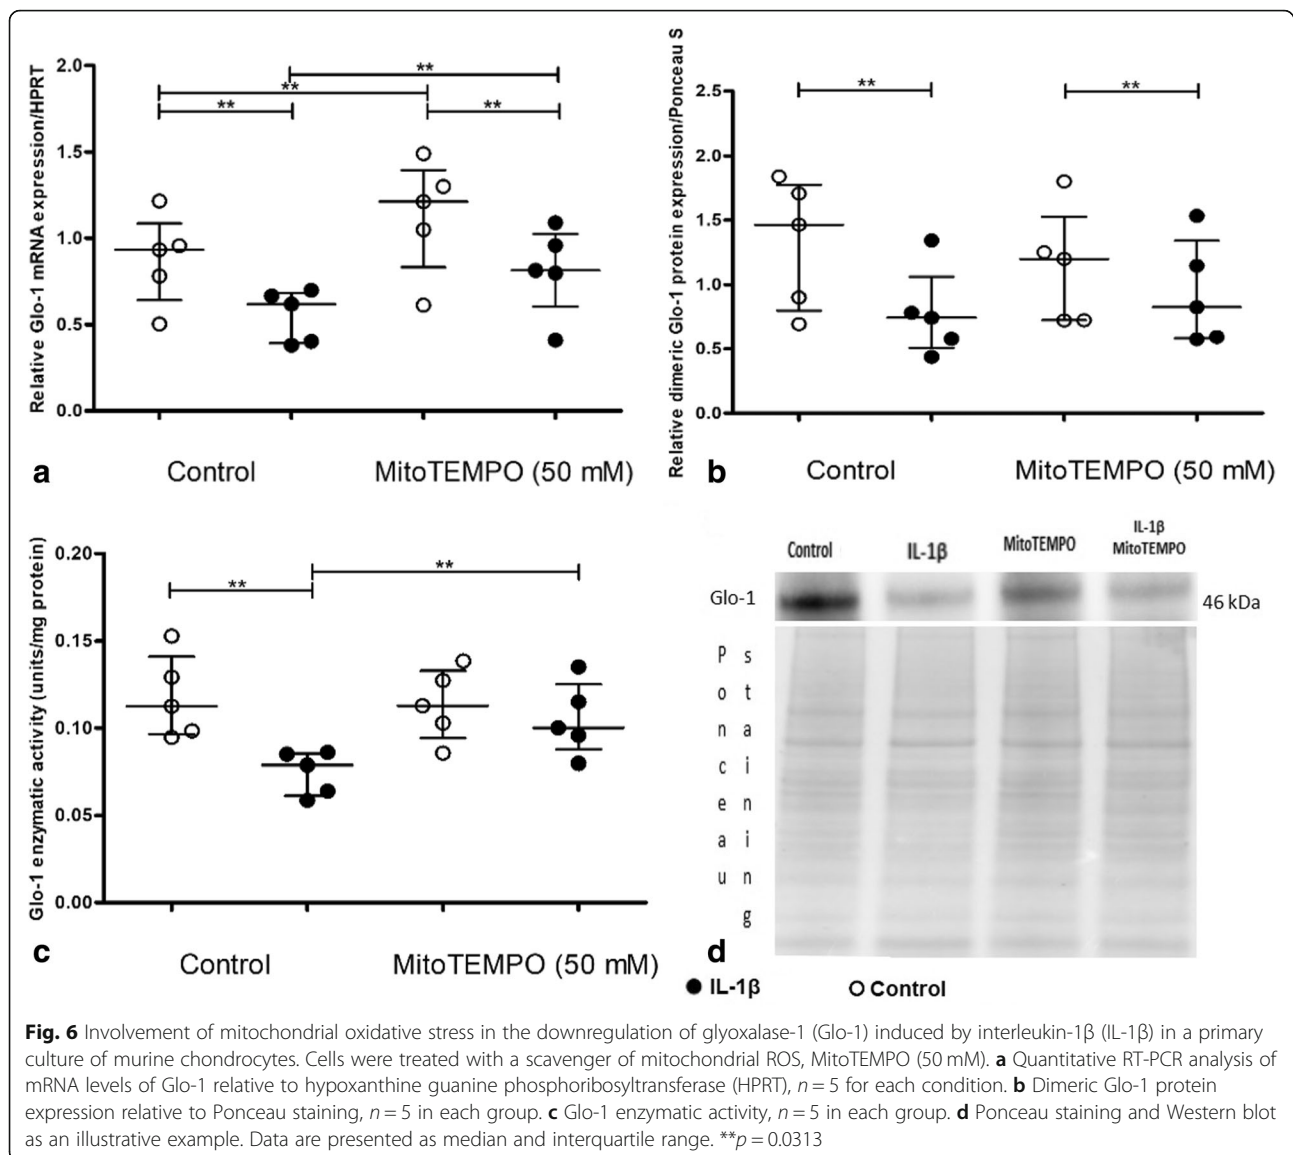 Relative Glo-1 mRNA expression/HPRT
2.0
1.5
1.0
0.5
0.0
**
**
**
**
Control
MitoTEMPO (50 mM)
a
Relative dimeric Glo-1 protein expression/Ponceau S
2.5
2.0
1.5
1.0
0.5
0.0
**
**
Control
MitoTEMPO (50 mM)
b
Glo-1 enzymatic activity (units/mg protein)
0.20
0.15
0.10
0.05
0.00
**
**
Control
MitoTEMPO (50 mM)
c
Control
IL-1β
MitoTEMPO
IL-1β
MitoTEMPO
Glo-1
46 kDa
P s
o t
n a
c i
e n
a i
u n
g
d
IL-1β
Control
Fig. 6 Involvement of mitochondrial oxidative stress in the downregulation of glyoxalase-1 (Glo-1) induced by interleukin-1β (IL-1β) in a primary
culture of murine chondrocytes. Cells were treated with a scavenger of mitochondrial ROS, MitoTEMPO (50 mM). a Quantitative RT-PCR analysis of
mRNA levels of Glo-1 relative to hypoxanthine guanine phosphoribosyltransferase (HPRT), n = 5 for each condition. b Dimeric Glo-1 protein
expression relative to Ponceau staining, n = 5 in each group. c Glo-1 enzymatic activity, n = 5 in each group. d Ponceau staining and Western blot
as an illustrative example. Data are presented as median and interquartile range. **p = 0.0313